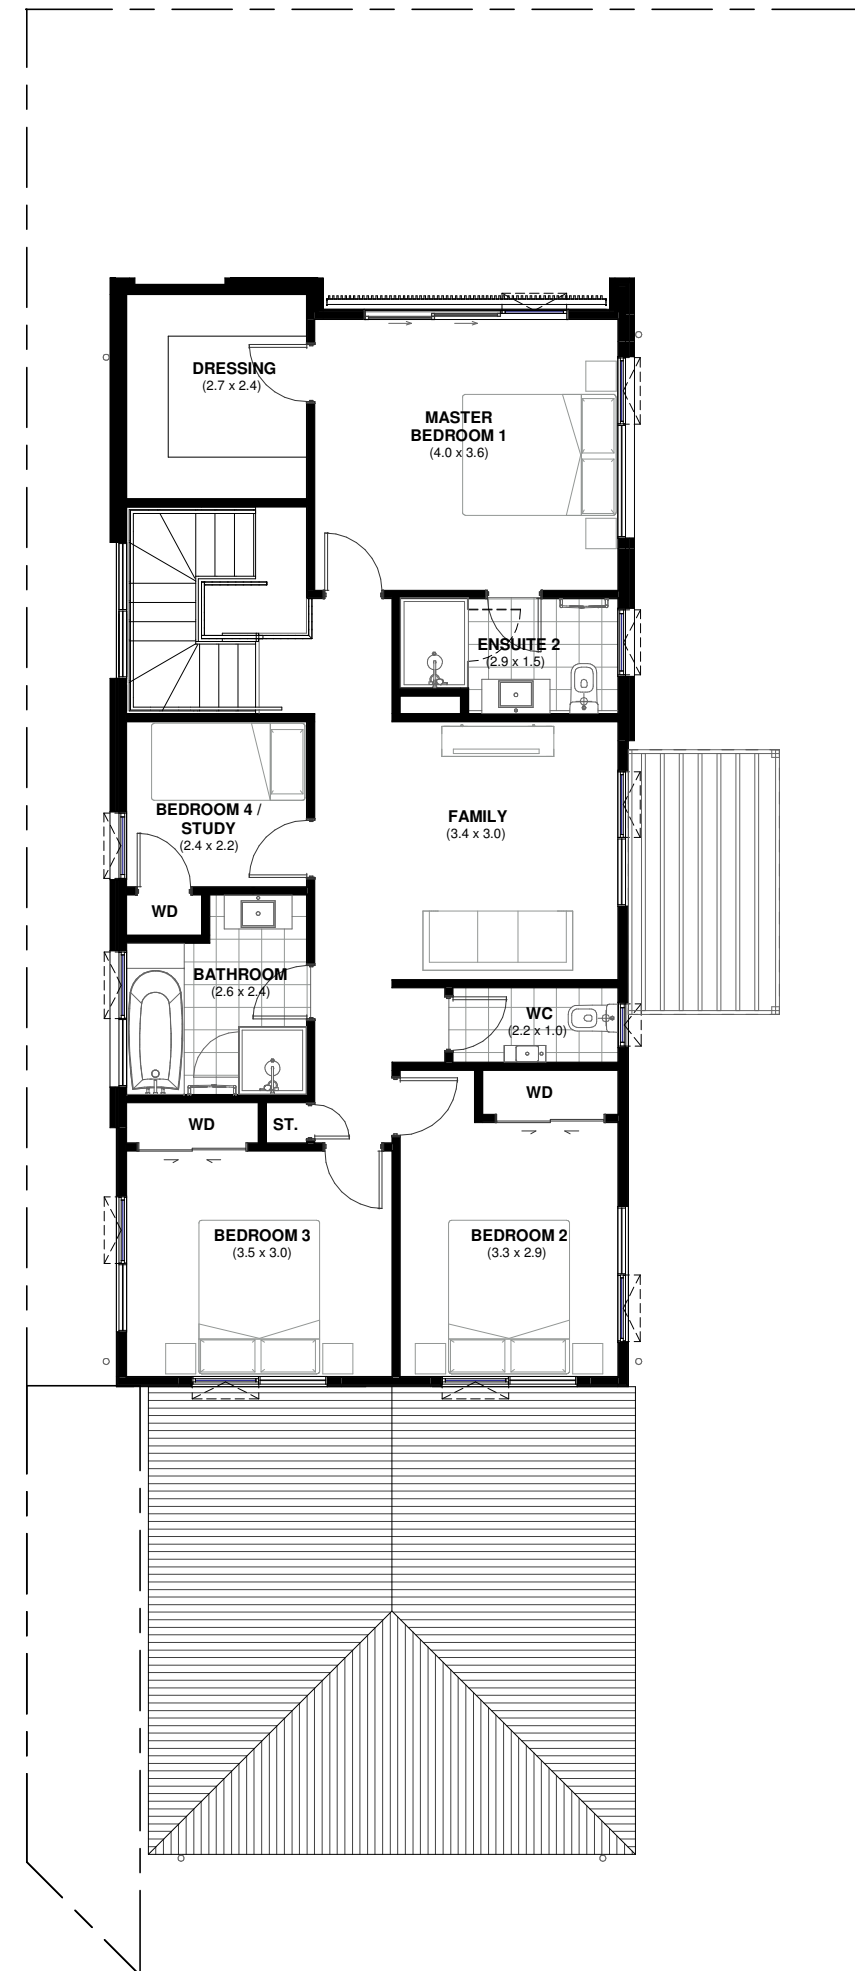 DRESSING
(2.7 x 2.4)
MASTER
BEDROOM 1
(4.0 x 3.6)
ENSUITE 2
(2.9 x 1.5)
BEDROOM 4 /
STUDY
(2.4 x 2.2)
FAMILY
(3.4 x 3.0)
WD
BATHROOM
(2.6 x 2.4)
WC
(2.2 x 1.0)
WD
WD
ST.
BEDROOM 3
(3.5 x 3.0)
BEDROOM 2
(3.3 x 2.9)